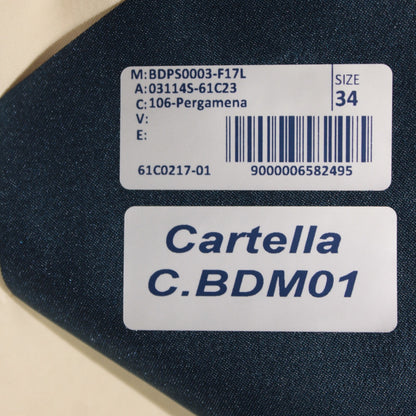 M:BDPS0003-F17L
A:03114S-61C23
C:106-Pergamena
V:
E:
SIZE
34
61C0217-01
9000006582495
Cartella
C.BDM01